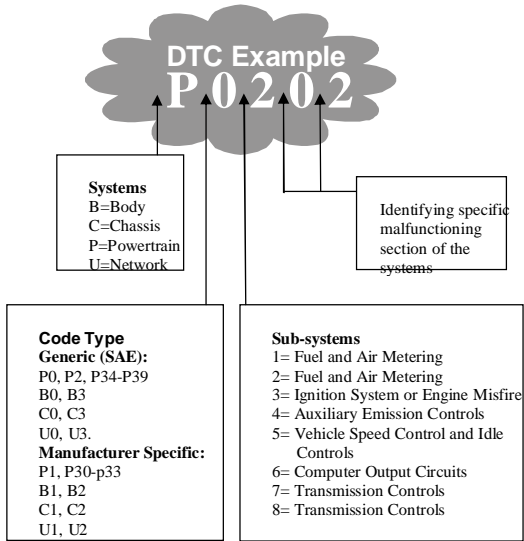 DTC Example
P 0 2 0 2
Systems
B=Body
C=Chassis
P=Powertrain
U=Network
Identifying specific
malfunctioning
section of the
systems
Code Type
Generic (SAE):
P0, P2, P34-P39
B0, B3
C0, C3
U0, U3.
Manufacturer Specific:
P1, P30-p33
B1, B2
C1, C2
U1, U2
Sub-systems
1= Fuel and Air Metering
2= Fuel and Air Metering
3= Ignition System or Engine Misfire
4= Auxiliary Emission Controls
5= Vehicle Speed Control and Idle
Controls
6= Computer Output Circuits
7= Transmission Controls
8= Transmission Controls